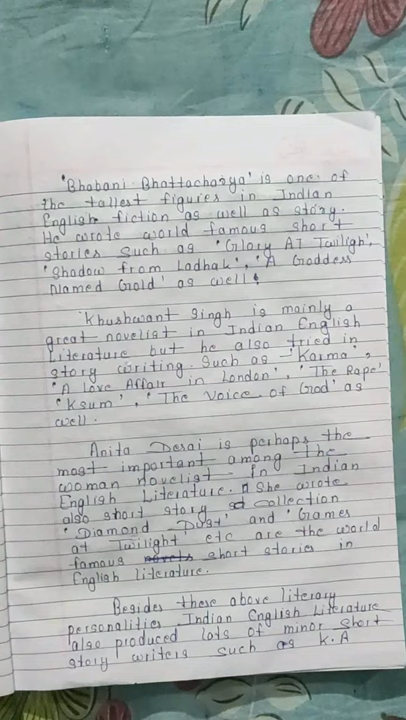 'Bhabani Bhattacharya' is one of
the tallest figures in Indian
English fiction as well as story.
He wrote world famous short
stories such as 'Glory At Twiligh',
'Shadow from Ladhak', 'A Goddess
Named Gold' as well.
'Khushwant Singh is mainly a
great novelist in Indian English
Literature but he also tried in
story writing. Such as 'Karma',
'A love Affair in London', 'The Rape'
'Ksum', 'The Voice of God' as
well.
Anita Desai is perhaps the
most important among the
woman novelist In Indian
English Literature. She wrote
also short story collection
'Diamond Dust' and 'Games
at Twilight' etc are the world
famous short stories in
English literature.
Besides these above literary
personalities Indian English Literature
also produced lots of minor short
story writers such as K.A